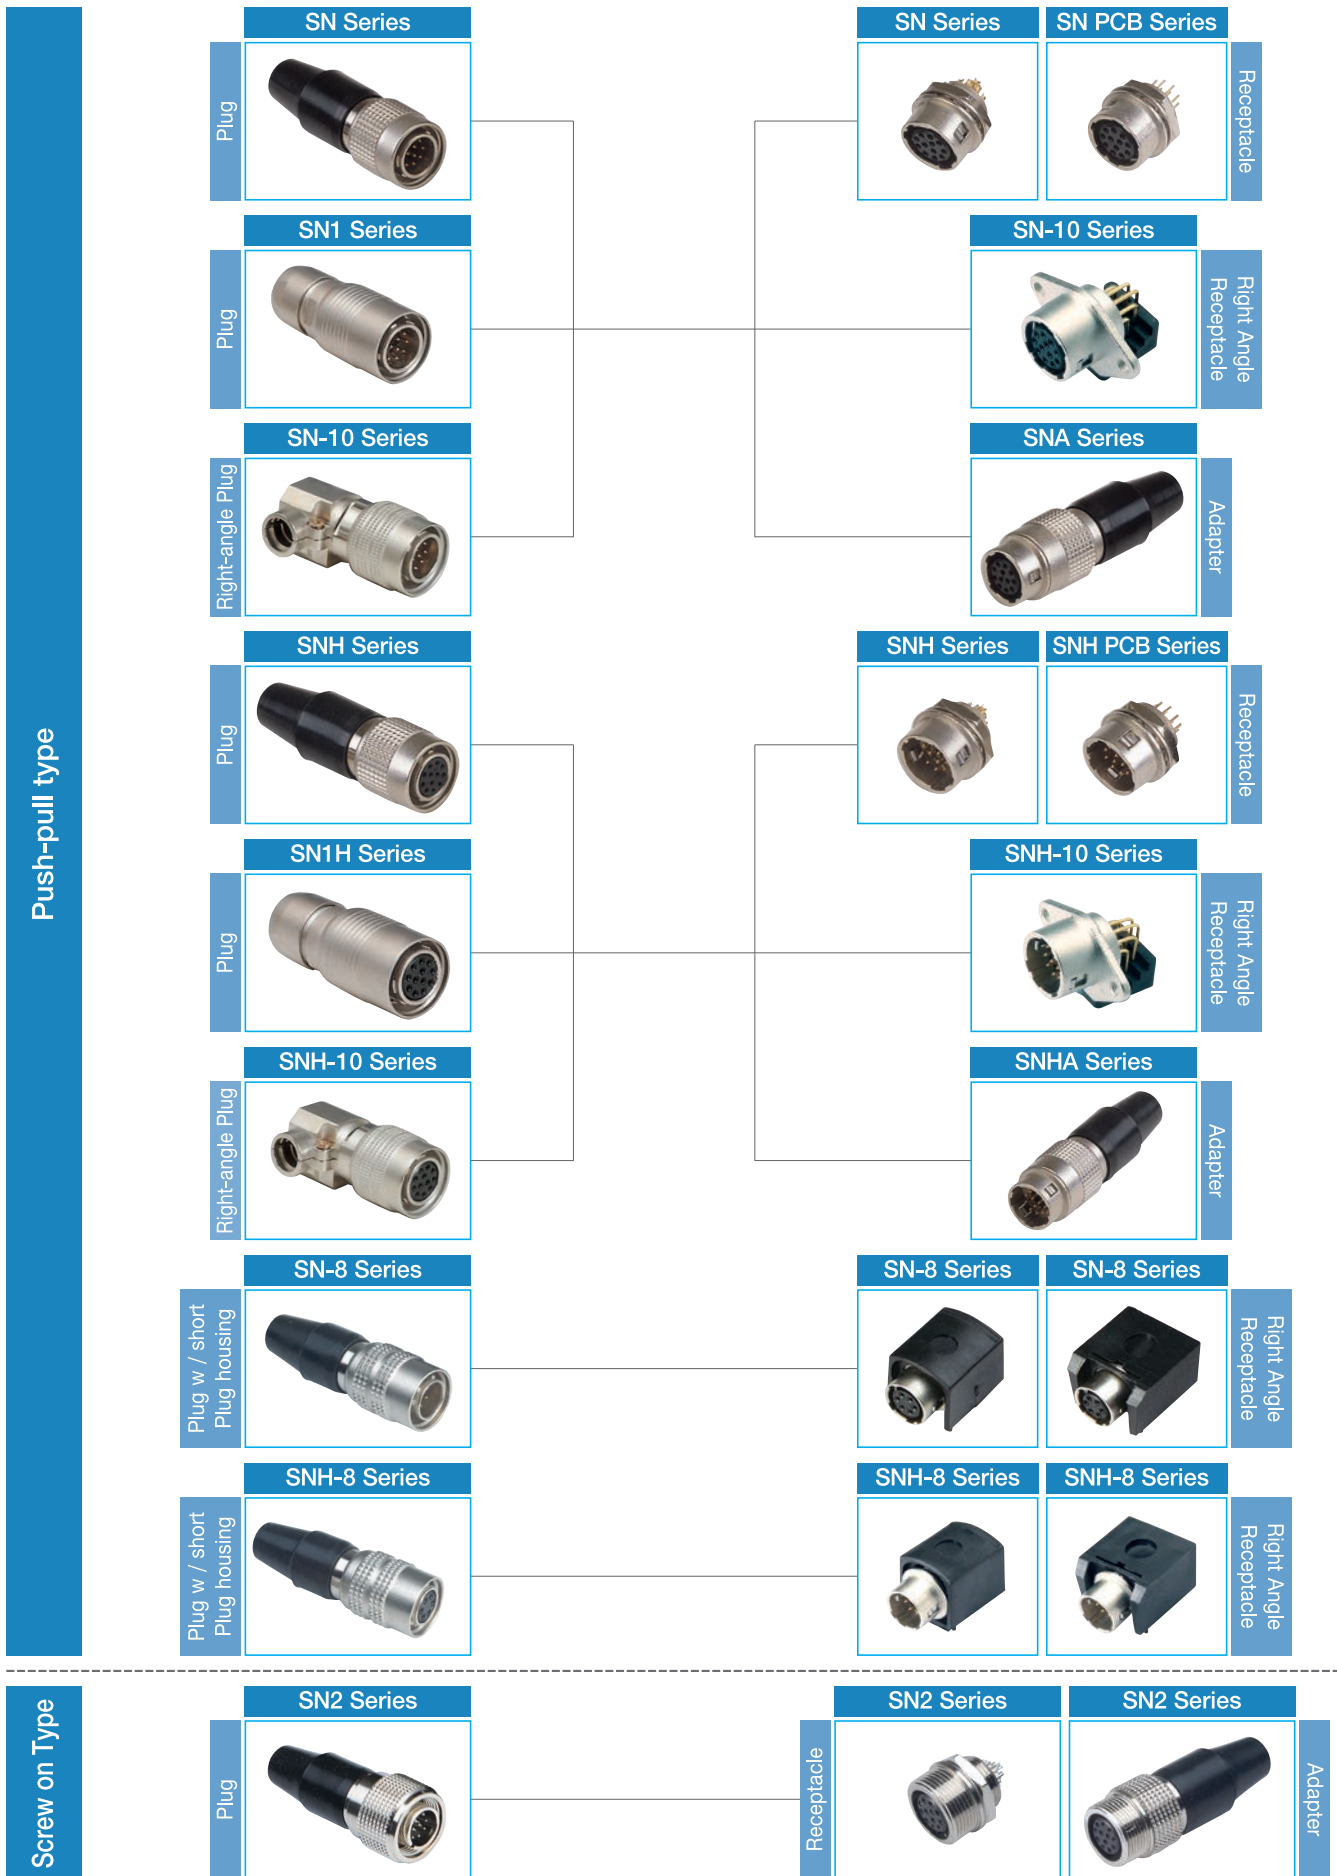 Push-pull type
SN Series
Plug
SN Series
SN PCB Series
Receptacle
SN1 Series
Plug
SN-10 Series
Right Angle
Receptacle
SN-10 Series
Right-angle Plug
SNA Series
Adapter
SNH Series
Plug
SNH Series
SNH PCB Series
Receptacle
SN1H Series
Plug
SNH-10 Series
Right Angle
Receptacle
SNH-10 Series
Right-angle Plug
SNHA Series
Adapter
SN-8 Series
Plug w / short
Plug housing
SN-8 Series
SN-8 Series
Right Angle
Receptacle
SNH-8 Series
Plug w / short
Plug housing
SNH-8 Series
SNH-8 Series
Right Angle
Receptacle
Screw on Type
SN2 Series
Plug
SN2 Series
Receptacle
SN2 Series
Adapter